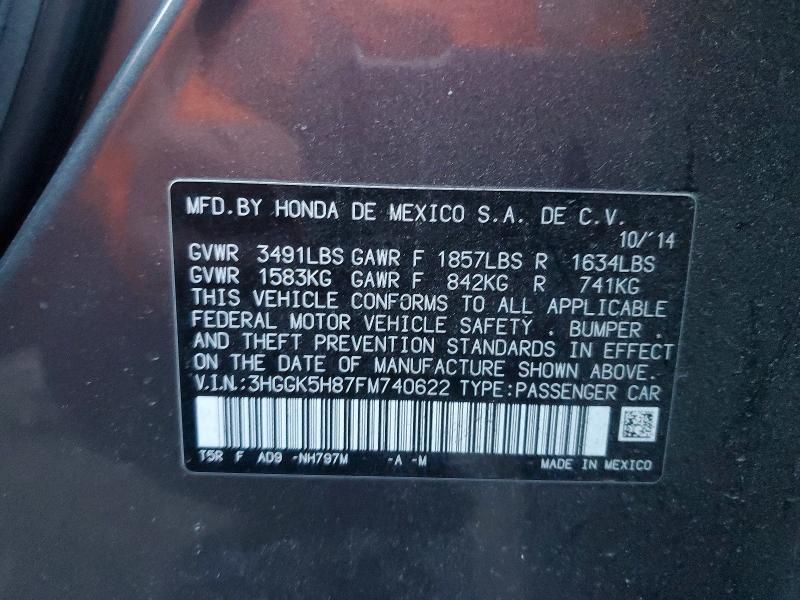 MFD.BY HONDA DE MEXICO S.A. DE C.V.
10/'14
GVWR 3491LBS GAWR F 1857LBS R 1634LBS
GVWR 1583KG GAWR F 842KG R 741KG
THIS VEHICLE CONFORMS TO ALL APPLICABLE
FEDERAL MOTOR VEHICLE SAFETY . BUMPER .
AND THEFT PREVENTION STANDARDS IN EFFECT
ON THE DATE OF MANUFACTURE SHOWN ABOVE.
V.I.N:3HGGK5H87FM740622 TYPE:PASSENGER CAR
T5R F AD9 -NH797M -A -M MADE IN MEXICO